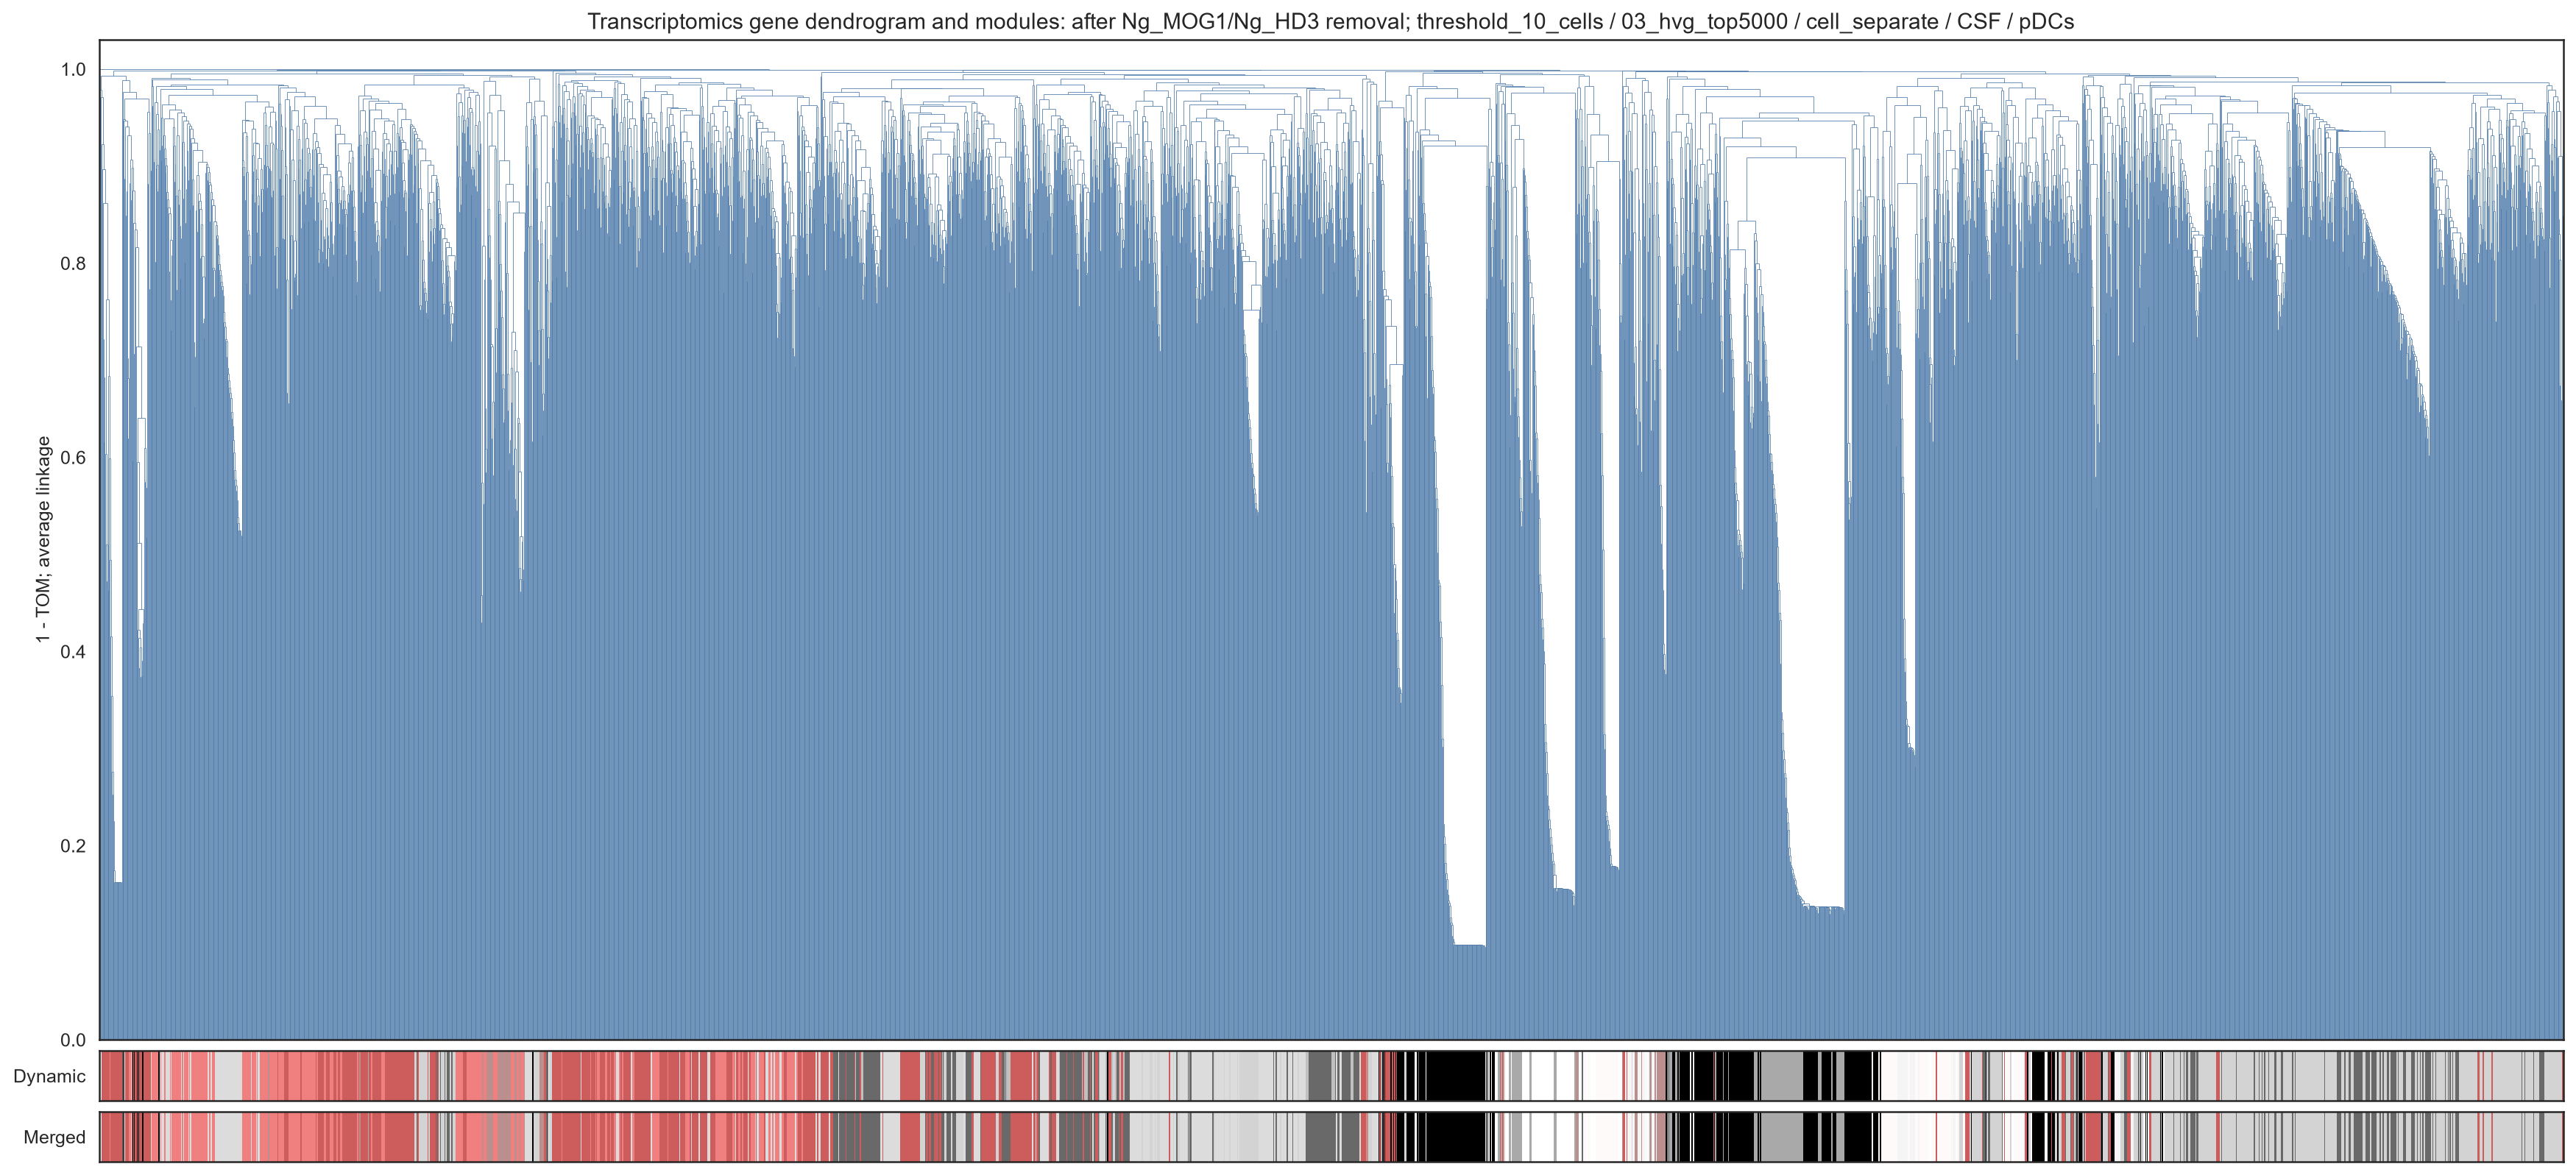 Transcriptomics gene dendrogram and modules: after Ng_MOG1/Ng_HD3 removal; threshold_10_cells / 03_hvg_top5000 / cell_separate / CSF / pDCs
1.0
0.8
0.6
0.4
0.2
0.0
1 - TOM; average linkage
Dynamic
Merged